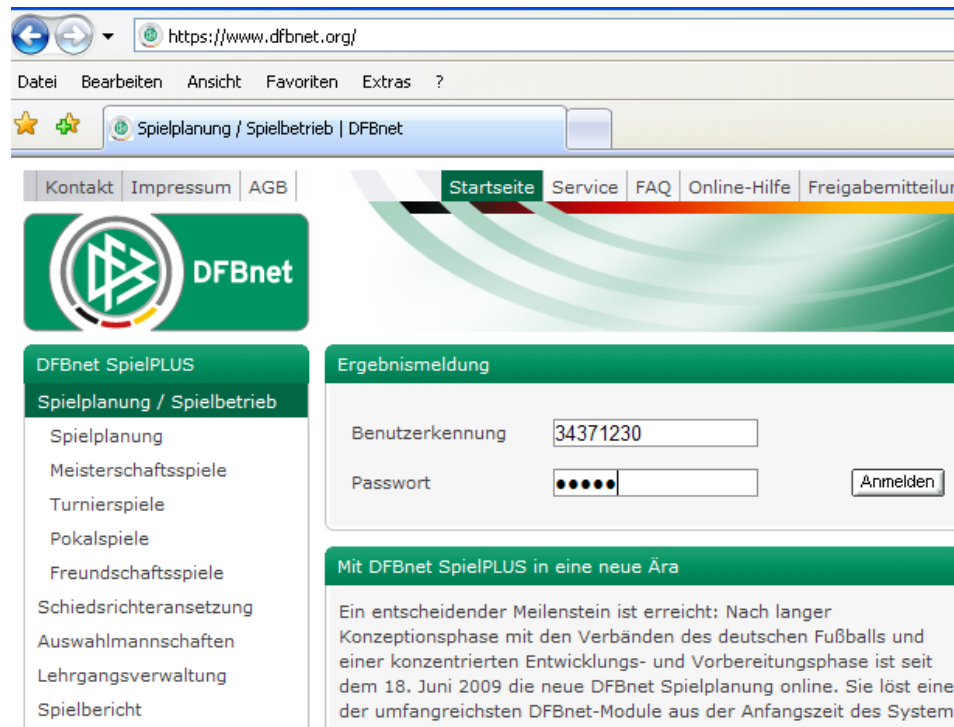 https://www.dfbnet.org/
Datei Bearbeiten Ansicht Favoriten Extras ?
Spielplanung / Spielbetrieb | DFBnet
Kontakt Impressum AGB Startseite Service FAQ Online-Hilfe Freigabemitteilu
DFB
DFBnet
DFBnet SpielPLUS
Spielplanung / Spielbetrieb
Spielplanung
Meisterschaftsspiele
Turnierspiele
Pokalspiele
Freundschaftsspiele
Schiedsrichteransetzung
Auswahlmannschaften
Lehrgangsverwaltung
Spielbericht
Ergebnismeldung
Benutzerkennung 34371230
Passwort ●●●●● Anmelden
Mit DFBnet SpielPLUS in eine neue Ära
Ein entscheidender Meilenstein ist erreicht: Nach langer
Konzeptionsphase mit den Verbänden des deutschen Fußballs und
einer konzentrierten Entwicklungs- und Vorbereitungsphase ist seit
dem 18. Juni 2009 die neue DFBnet Spielplanung online. Sie löst eine
der umfangreichsten DFBnet-Module aus der Anfangszeit des System